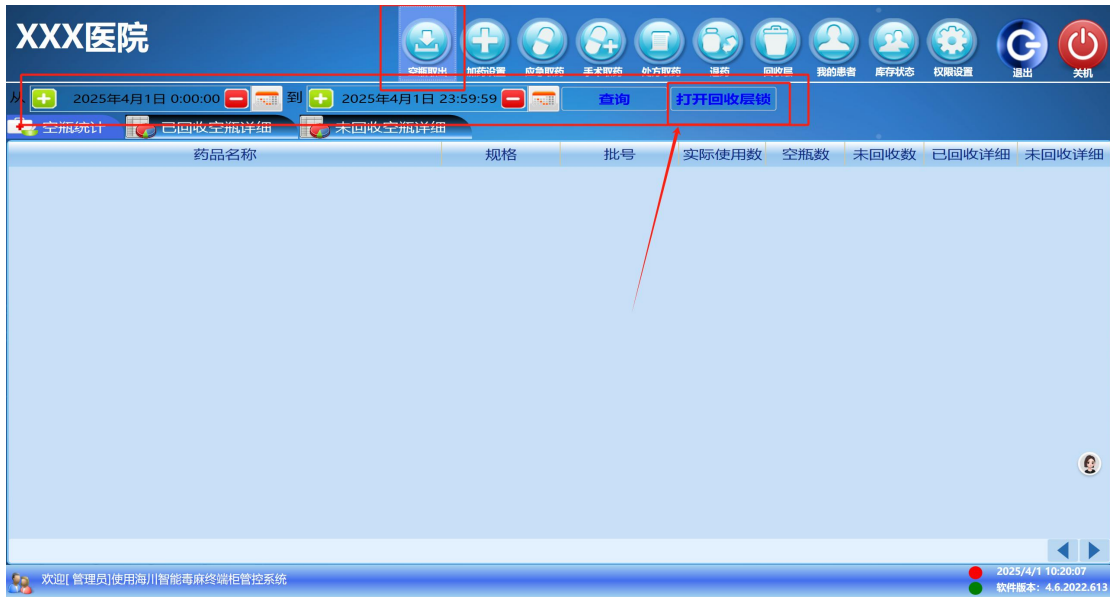 XXX医院
空瓶取出 加药设置 应急取药 手术取药 处方取药 退药 回收层 我的患者 库存状态 权限设置 退出 关机
从 2025年4月1日 0:00:00 到 2025年4月1日 23:59:59 查询 打开回收层锁
空瓶统计 已回收空瓶详细 未回收空瓶详细
药品名称 规格 批号 实际使用数 空瓶数 未回收数 已回收详细 未回收详细
欢迎[ 管理员]使用海川智能毒麻终端柜管控系统
2025/4/1 10:20:07
软件版本: 4.6.2022.613